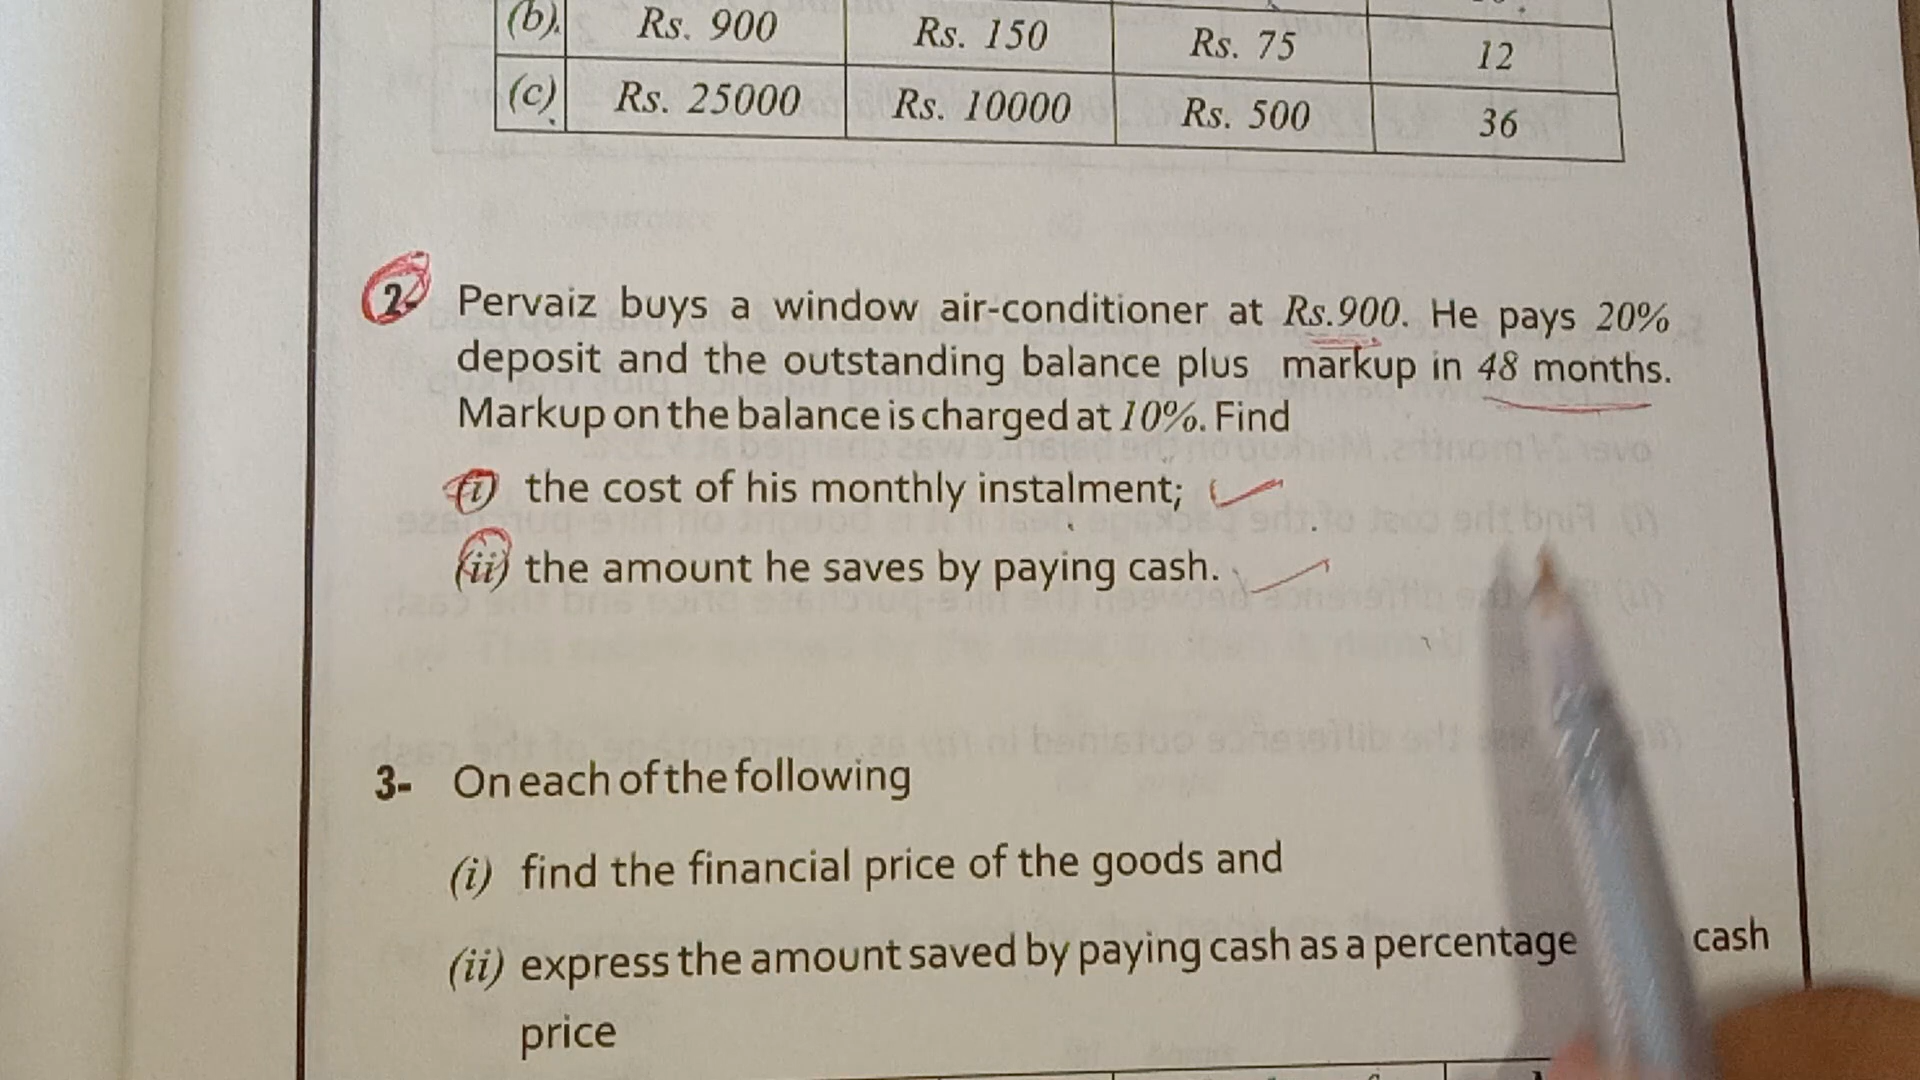 (b). Rs. 900 Rs. 150 Rs. 75 12
(c) Rs. 25000 Rs. 10000 Rs. 500 36
2- Pervaiz buys a window air-conditioner at Rs.900. He pays 20%
deposit and the outstanding balance plus markup in 48 months.
Markup on the balance is charged at 10%. Find
(i) the cost of his monthly instalment;
(ii) the amount he saves by paying cash.
3- On each of the following
(i) find the financial price of the goods and
(ii) express the amount saved by paying cash as a percentage cash
price